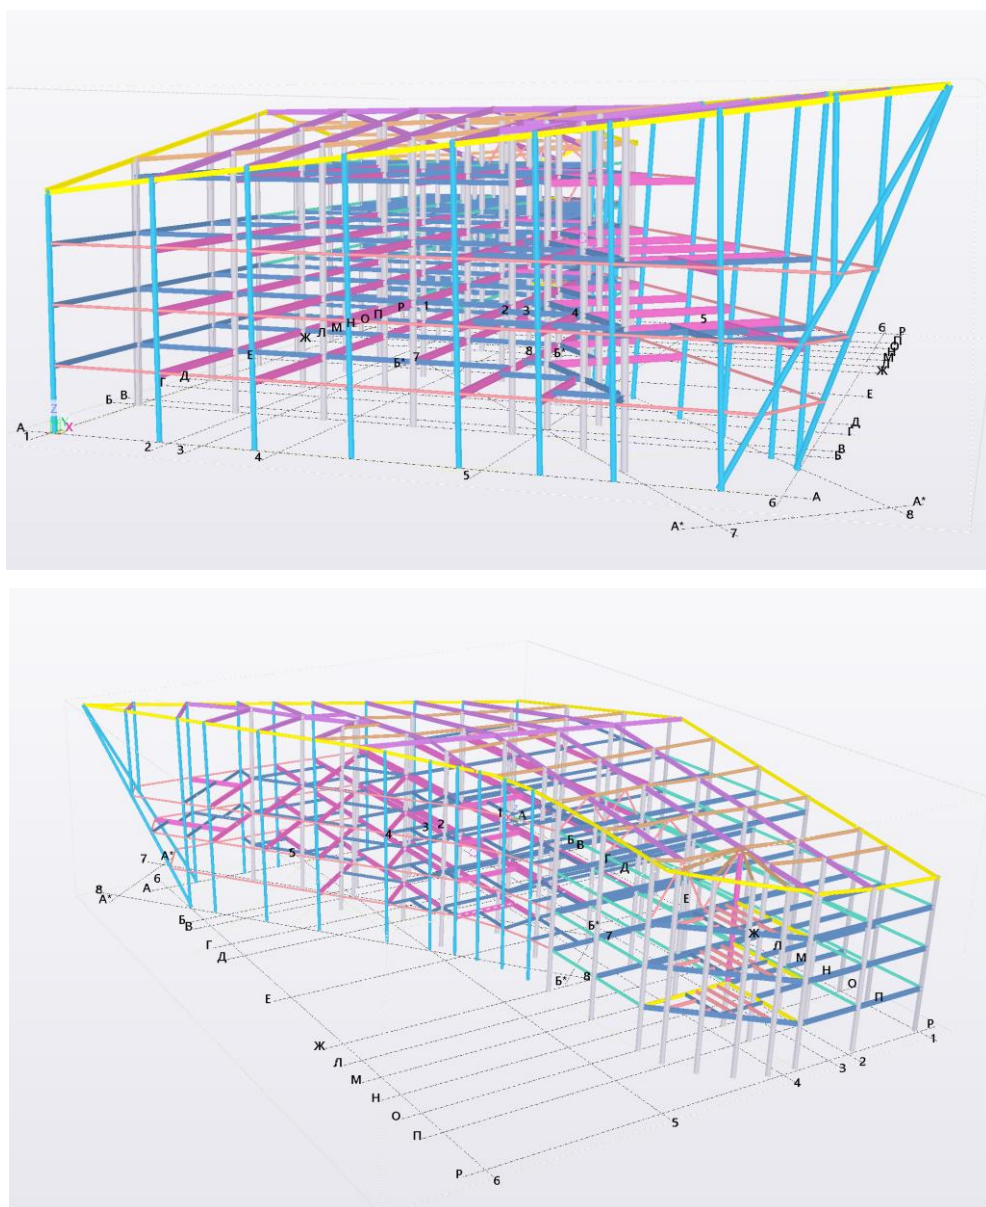 Ж Л М Н О П Р 1 2 3 4 5 6 Р
П
О
Н
М
Ж
Е Б* 7 8 Б* Е
Г Д
Б В Д
Г
А Z Y X В
1 Б
2 3 4
5 6 А
А* А*
7 8
1 А
4 3 2
Б
В
7 А* 5 Г
6 Д
8 А Е
А*
Б Б* 7 Ж
В Л
Г М
Д Б* 8 Н
Е О
П
Р
Ж 1
Л 2
М 3
Н 4
О
П 5
Р 6